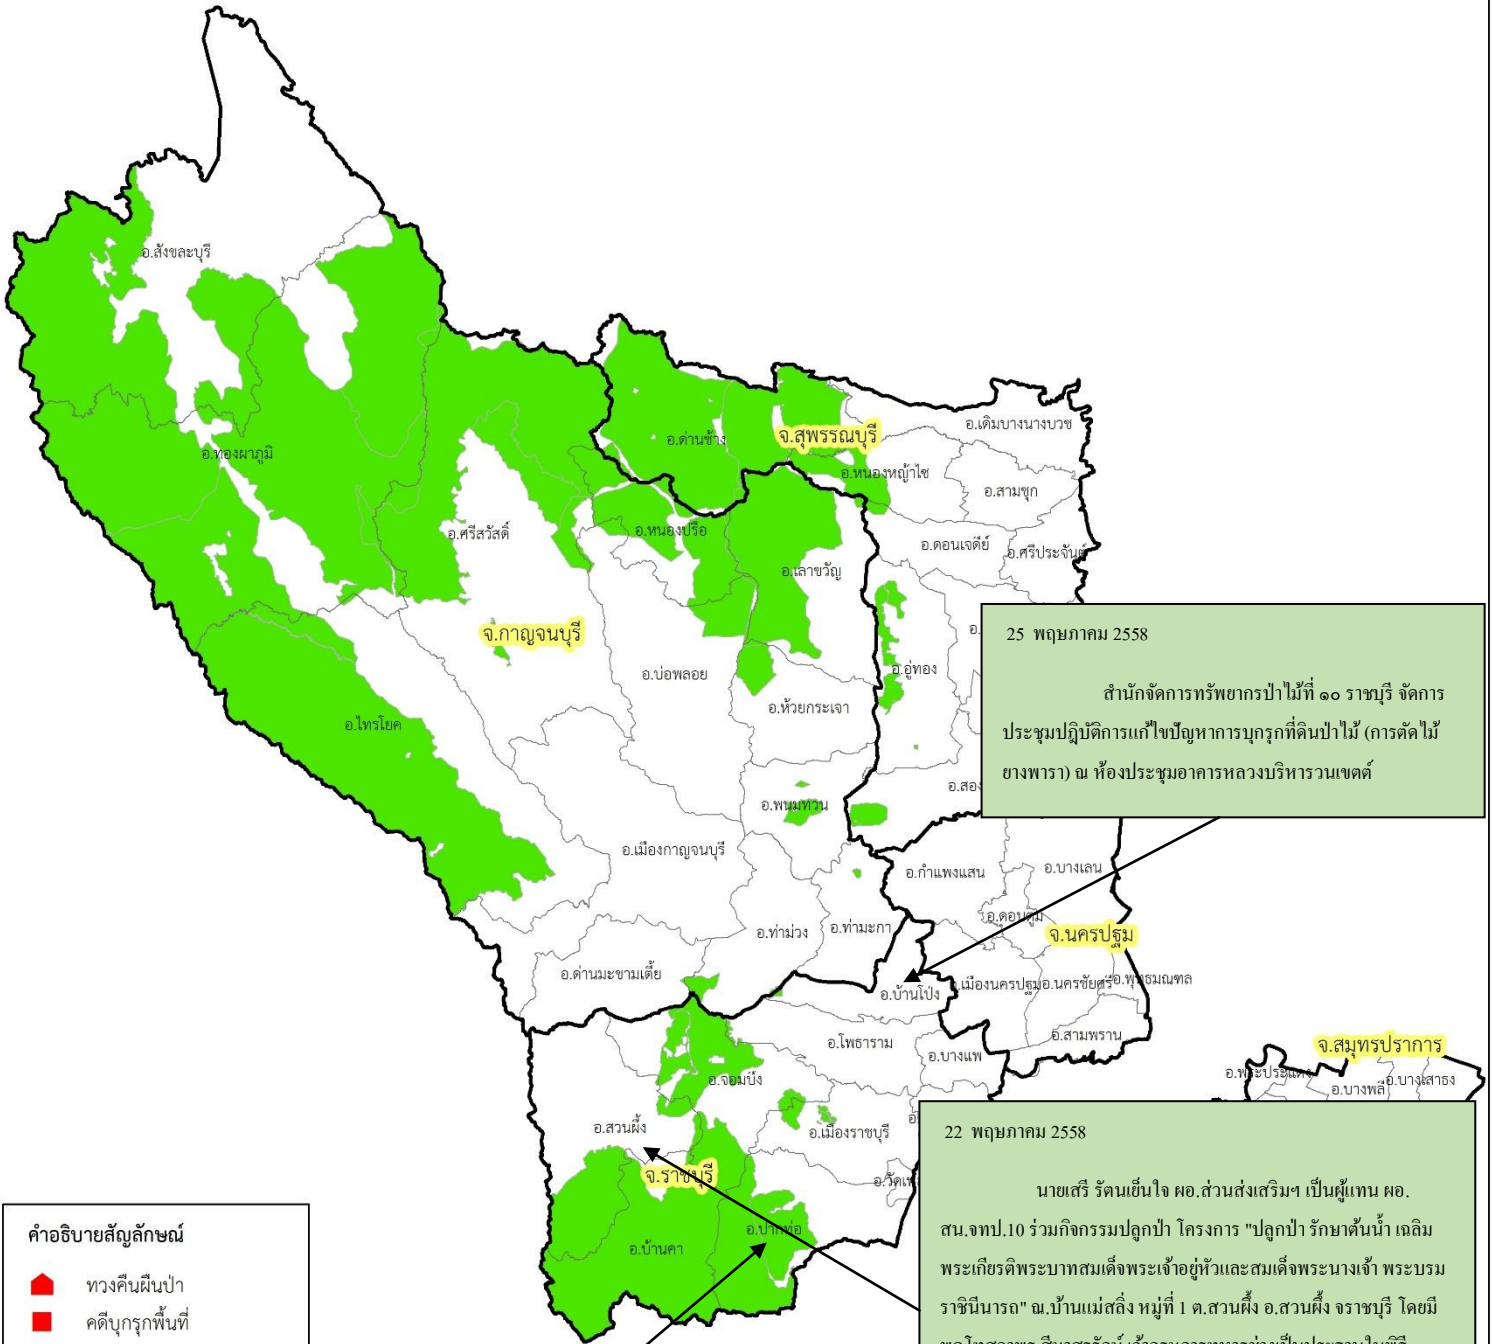 อ.สังขละบุรี
อ.ทองผาภูมิ
อ.ด่านช้าง
จ.สุพรรณบุรี
อ.เดิมบางนางบวช
อ.หนองหญ้าไซ
อ.สามชุก
อ.ศรีสวัสดิ์
อ.หนองปรือ
อ.ดอนเจดีย์
อ.ศรีประจันต์
อ.เลาขวัญ
จ.กาญจนบุรี
อ.บ่อพลอย
อ.อู่ทอง
อ.ห้วยกระเจา
อ.ไทรโยค
อ.สอง
อ.พนมทวน
อ.เมืองกาญจนบุรี
อ.กำแพงแสน
อ.บางเลน
อ.ดอนตูม
อ.ท่าม่วง
อ.ท่ามะกา
จ.นครปฐม
อ.ด่านมะขามเตี้ย
อ.บ้านโป่ง
อ.เมืองนครปฐม
อ.นครชัยศรี
อ.พุทธมณฑล
อ.สามพราน
อ.โพธาราม
อ.บางแพ
จ.สมุทรปราการ
อ.พระประแดง
อ.บางพลี
อ.บางเสาธง
อ.จอมบึง
อ.สวนผึ้ง
อ.เมืองราชบุรี
จ.ราชบุรี
อ.วัดเพ
อ.ปากท่อ
อ.บ้านคา
25 พฤษภาคม 2558
สำนักจัดการทรัพยากรป่าไม้ที่ ๑๐ ราชบุรี จัดการ
ประชุมปฎิบัติการแก้ไขปัญหาการบุกรุกที่ดินป่าไม้ (การตัดไม้
ยางพารา) ณ ห้องประชุมอาคารหลวงบริหารวนเขตต์
22 พฤษภาคม 2558
นายเสรี รัตนเย็นใจ ผอ.ส่วนส่งเสริมฯ เป็นผู้แทน ผอ.
สน.จทป.10 ร่วมกิจกรรมปลูกป่า โครงการ "ปลูกป่า รักษาต้นน้ำ เฉลิม
พระเกียรติพระบาทสมเด็จพระเจ้าอยู่หัวและสมเด็จพระนางเจ้า พระบรม
ราชินีนารถ" ณ.บ้านแม่สลิ่ง หมู่ที่ 1 ต.สวนผึ้ง อ.สวนผึ้ง จราชบุรี โดยมี
คำอธิบายสัญลักษณ์
ทวงคืนผืนป่า
คดีบุกรุกพื้นที่